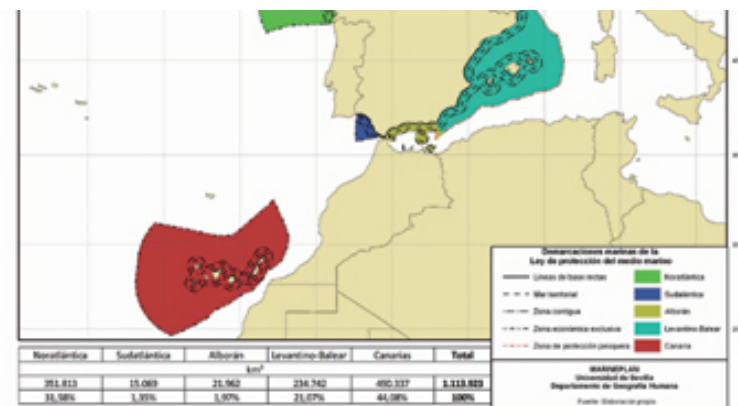 Demarcaciones marinas de la
Ley de protección del medio marino
Líneas de base rectas
Noratlántica
Mar territorial
Sudatlántica
Zona contigua
Alborán
Zona económica exclusiva
Levantino-Balear
Zona de protección pesquera
Canaria
MARINEPLAN
Universidad de Sevilla
Departamento de Geografía Humana
Fuente: Elaboración propia
Noratlántica Sudatlántica Alborán Levantino-Balear Canarias Total
km²
351.813 15.069 21.962 234.742 490.337 1.113.923
31,58% 1,35% 1,97% 21,07% 44,08% 100%